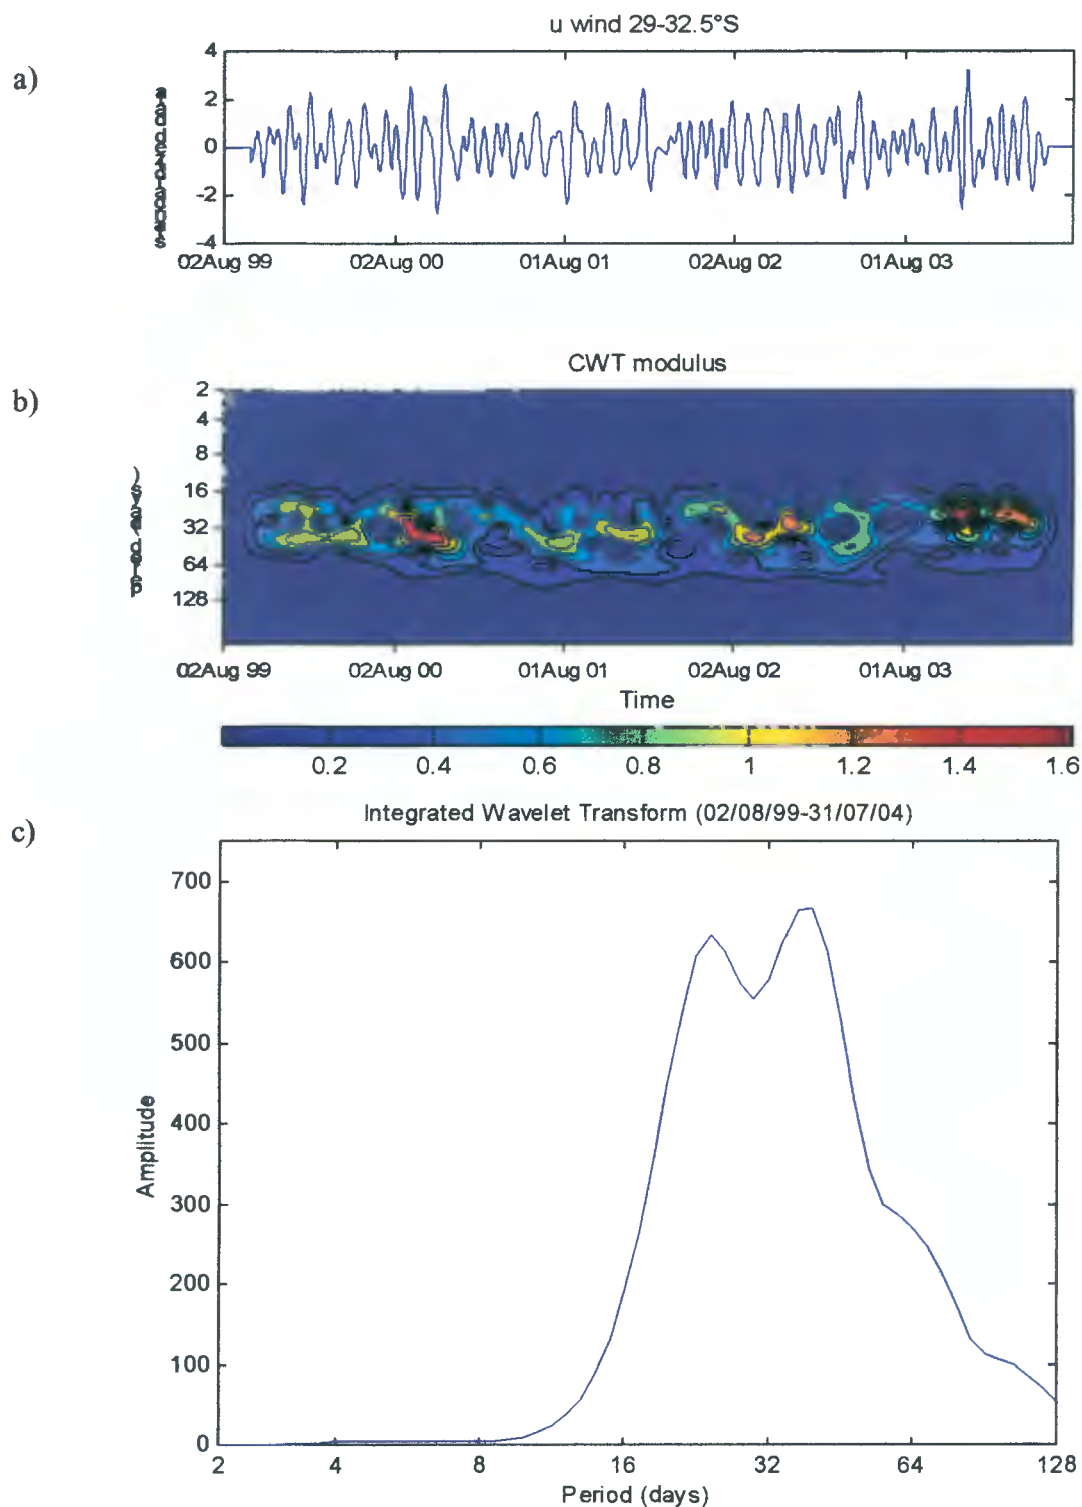 u wind 29-32.5°S
a)
4
2
0
-2
-4
02Aug 99 02Aug 00 01Aug 01 02Aug 02 01Aug 03
CWT modulus
b)
2
4
8
16
32
64
128
02Aug 99 02Aug 00 01Aug 01 02Aug 02 01Aug 03
Time
0.2 0.4 0.6 0.8 1 1.2 1.4 1.6
Integrated Wavelet Transform (02/08/99-31/07/04)
c)
700
600
500
400
300
200
100
0
Amplitude
2 4 8 16 32 64 128
Period (days)